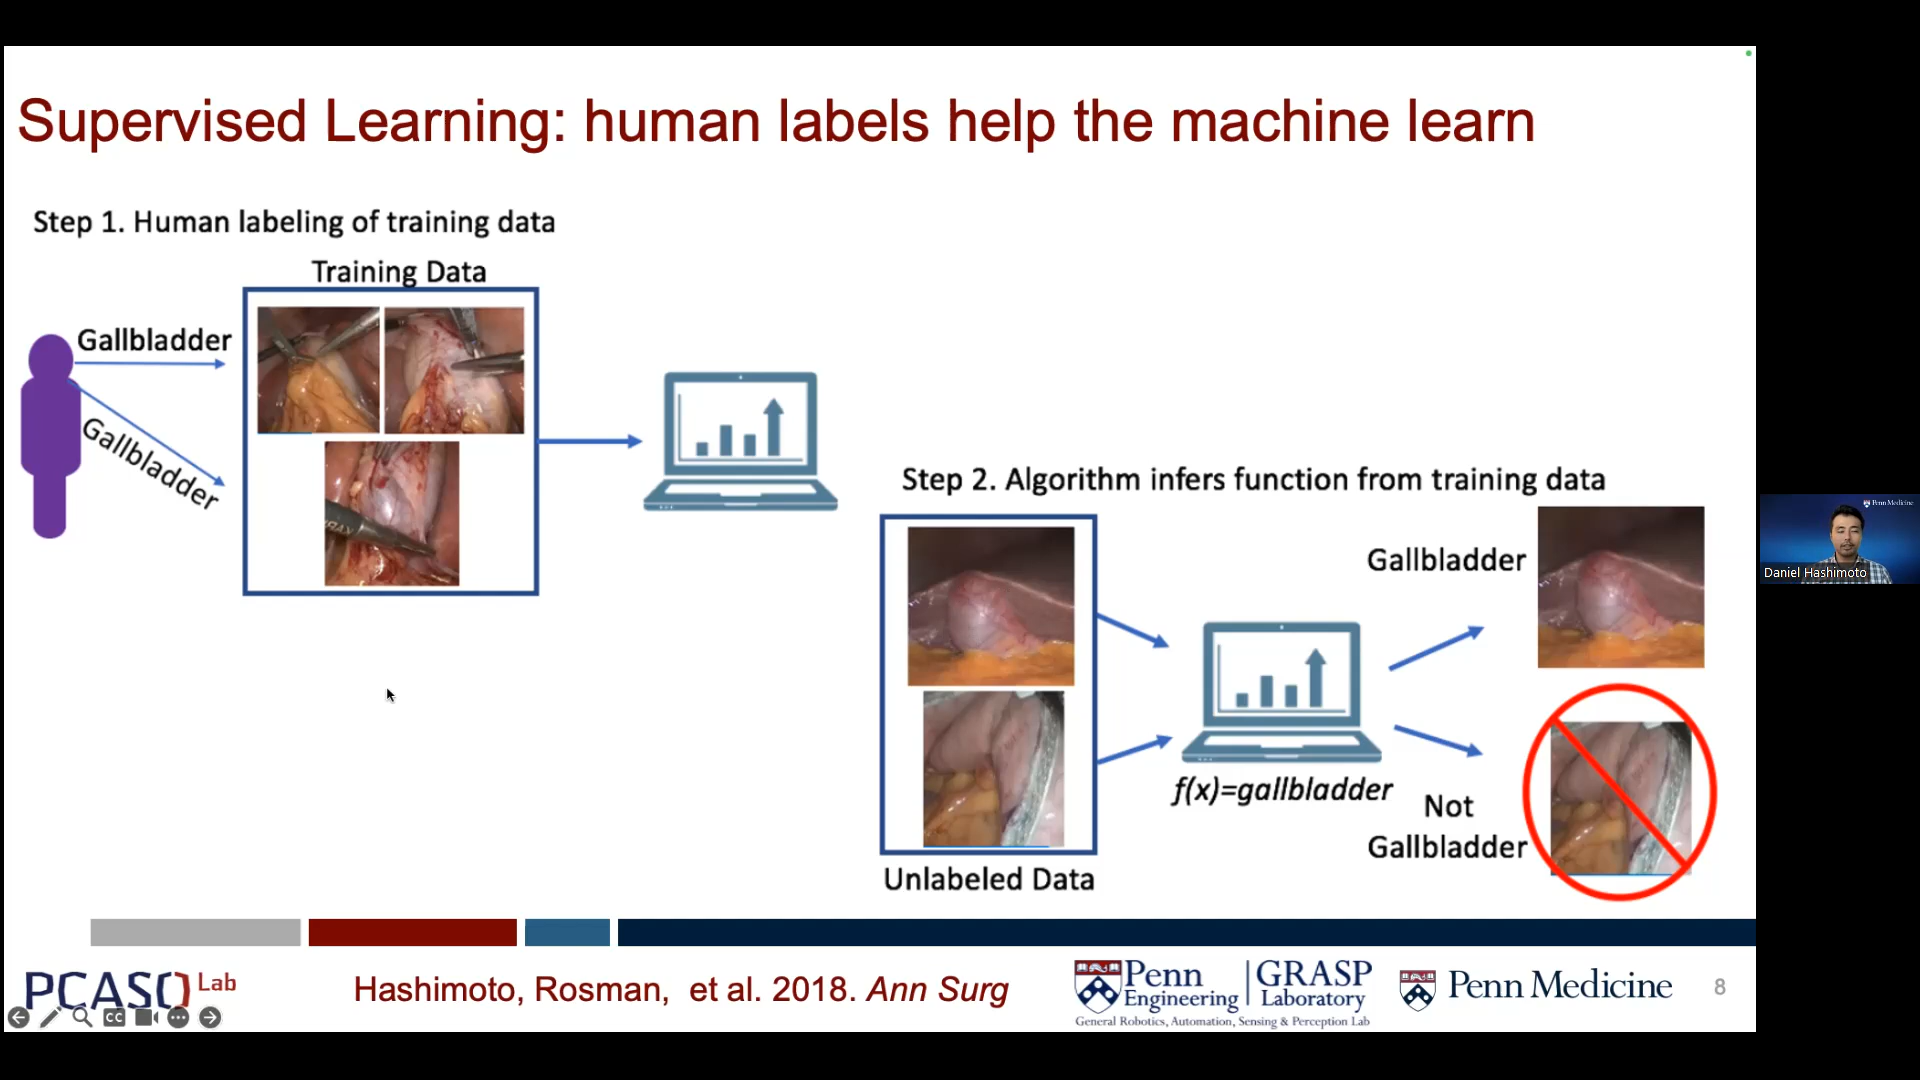 Supervised Learning: human labels help the machine learn
Step 1. Human labeling of training data
Training Data
Gallbladder
Gallbladder
Step 2. Algorithm infers function from training data
Gallbladder
f(x)=gallbladder
Not
Gallbladder
Unlabeled Data
Penn Medicine
Daniel Hashimoto
PCASO Lab
Hashimoto, Rosman, et al. 2018. Ann Surg
Penn
Engineering
GRASP
Laboratory
General Robotics, Automation, Sensing & Perception Lab
Penn Medicine
8
CC